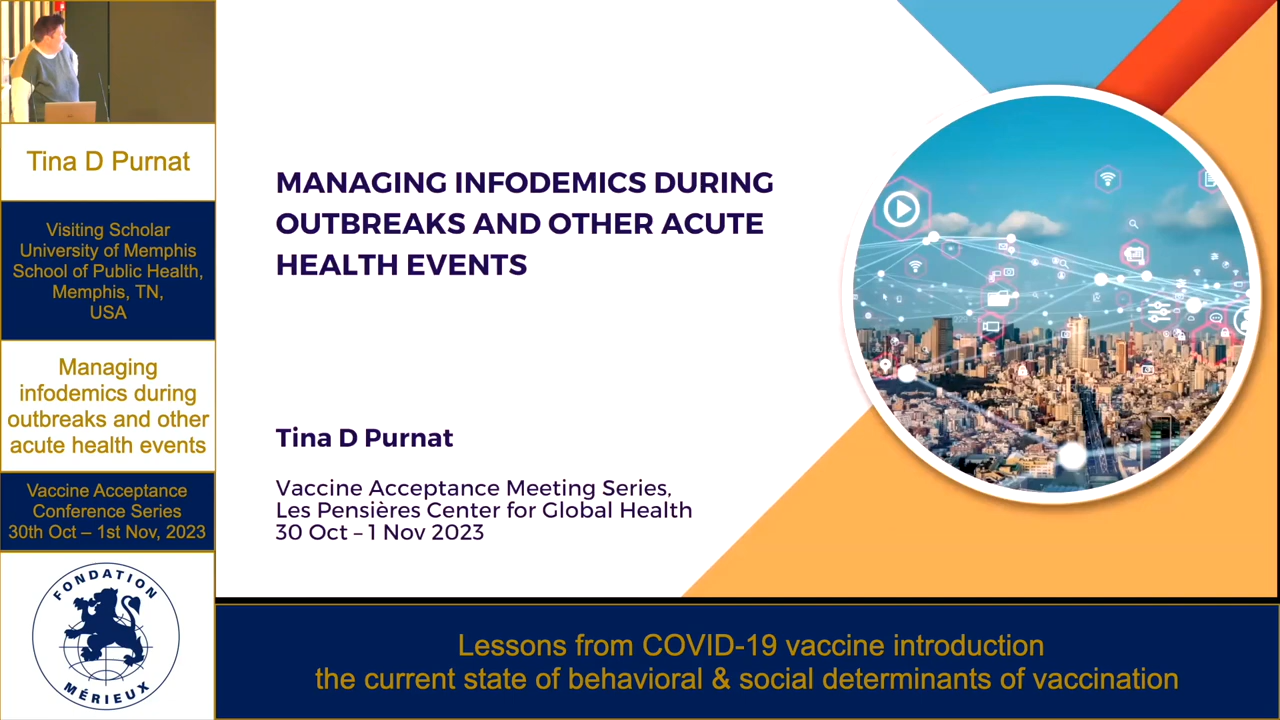 Tina D Purnat
Visiting Scholar
University of Memphis
School of Public Health,
Memphis, TN,
USA
Managing
infodemics during
outbreaks and other
acute health events
Vaccine Acceptance
Conference Series
30th Oct – 1st Nov, 2023
FONDATION
MÉRIEUX
MANAGING INFODEMICS DURING
OUTBREAKS AND OTHER ACUTE
HEALTH EVENTS
Tina D Purnat
Vaccine Acceptance Meeting Series,
Les Pensières Center for Global Health
30 Oct – 1 Nov 2023
Lessons from COVID-19 vaccine introduction
the current state of behavioral & social determinants of vaccination